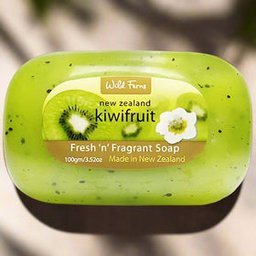 Wild Ferns
new zealand
kiwifruit
Fresh 'n' Fragrant Soap
100gm/3.52oz Made in New Zealand